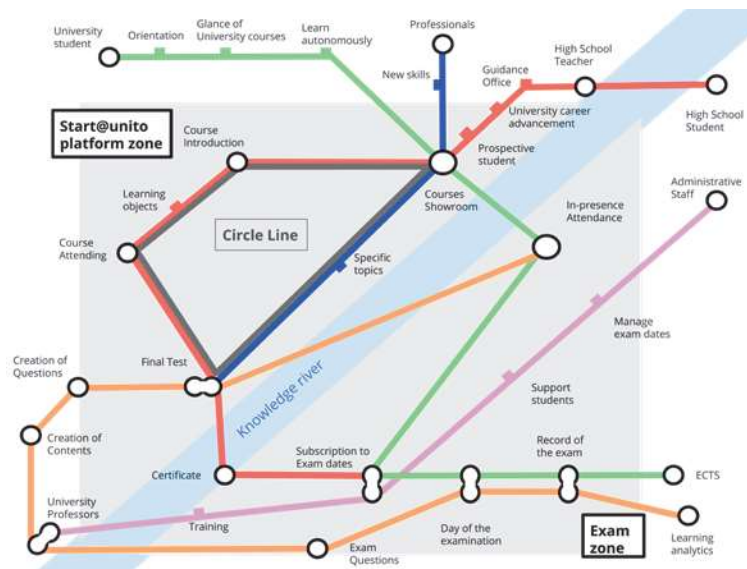 University
student
Orientation
Glance of
University courses
Learn
autonomously
Professionals
New skills
Guidance
Office
High School
Teacher
University career
advancement
High School
Student
Start@unito
platform zone
Course
Introduction
Prospective
student
Courses
Showroom
Learning
objects
Circle Line
In-presence
Attendance
Administrative
Staff
Course
Attending
Specific
topics
Manage
exam dates
Final Test
Creation of
Questions
Knowledge river
Support
students
Creation of
Contents
Certificate
Subscription to
Exam dates
Record of
the exam
ECTS
University
Professors
Training
Day of the
examination
Exam
zone
Learning
analytics
Exam
Questions